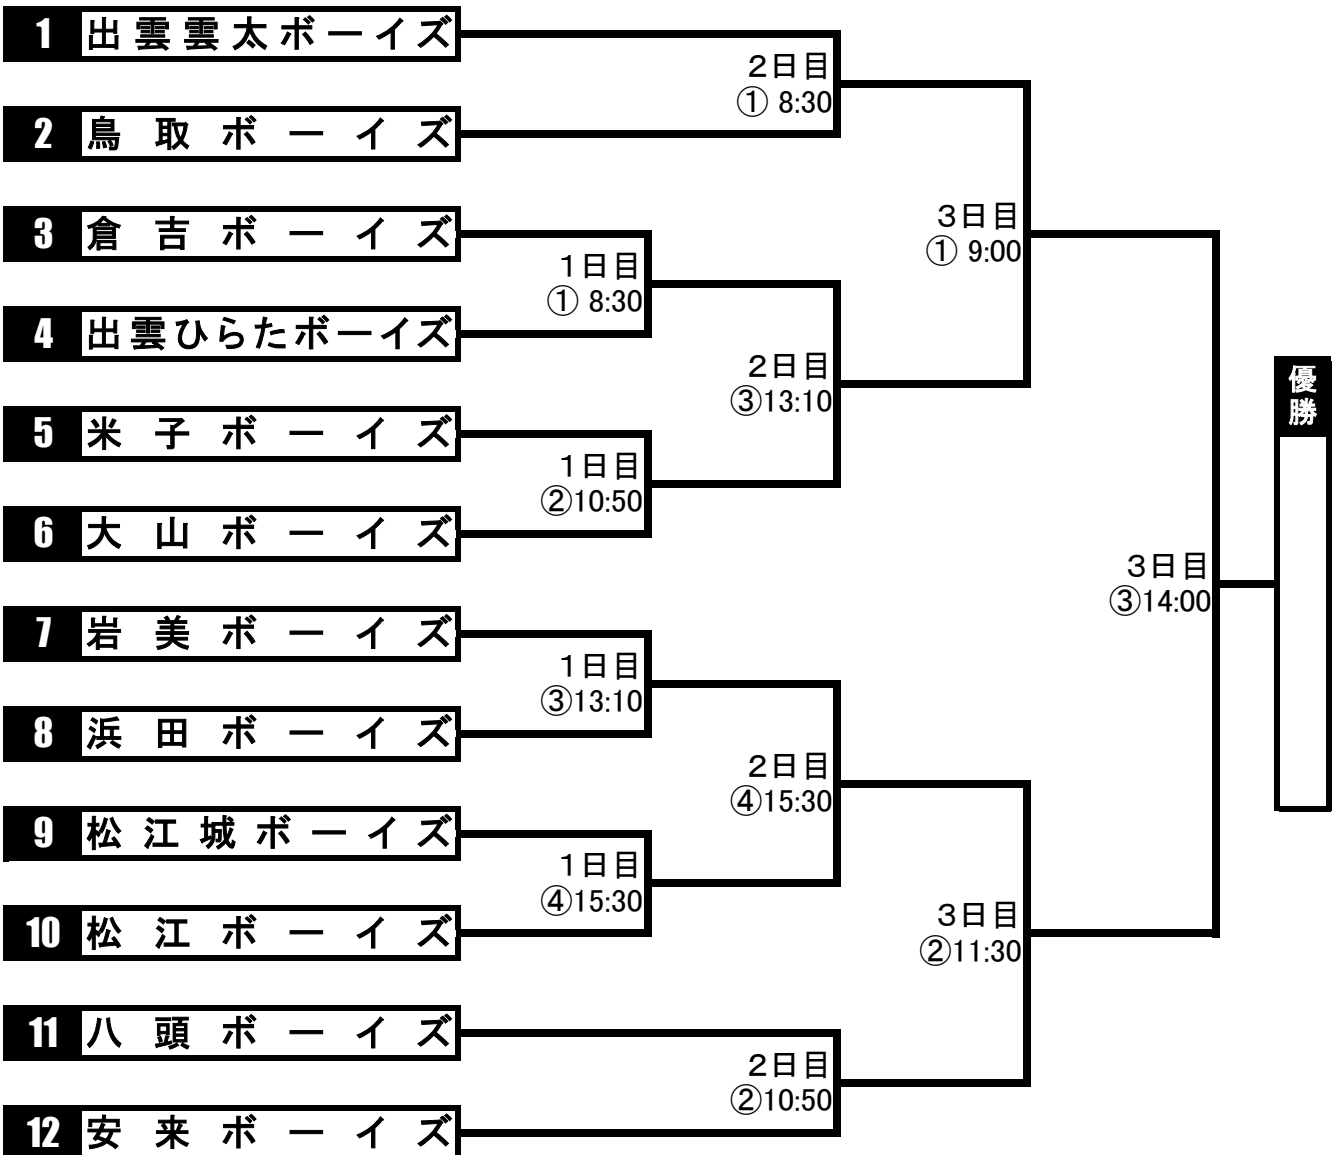 1 出雲雲太ボーイズ
2日目
① 8:30
2 鳥取ボーイズ
3 倉吉ボーイズ
1日目
① 8:30
4 出雲ひらたボーイズ
3日目
① 9:00
2日目
③13:10
5 米子ボーイズ
1日目
②10:50
6 大山ボーイズ
優勝
3日目
③14:00
7 岩美ボーイズ
1日目
③13:10
8 浜田ボーイズ
2日目
④15:30
9 松江城ボーイズ
1日目
④15:30
10 松江ボーイズ
3日目
②11:30
11 八頭ボーイズ
2日目
②10:50
12 安来ボーイズ